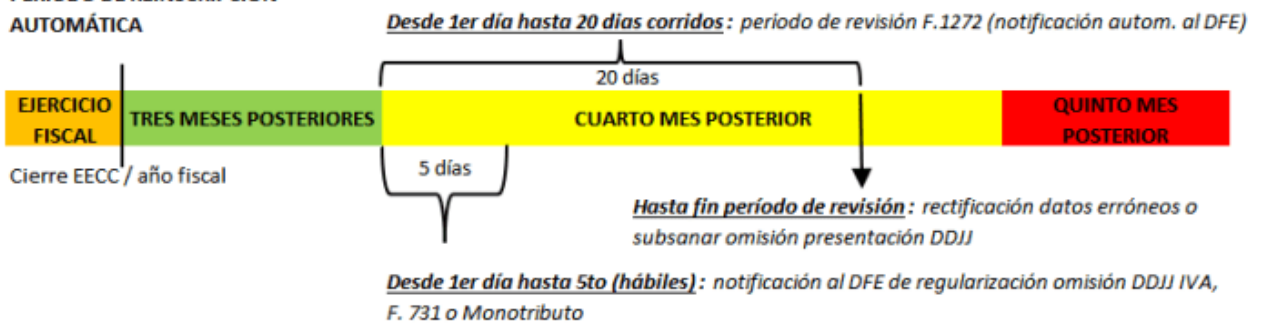 AUTOMÁTICA
Desde 1er día hasta 20 dias corridos: período de revisión F.1272 (notificación autom. al DFE)
20 días
EJERCICIO
FISCAL
TRES MESES POSTERIORES
CUARTO MES POSTERIOR
QUINTO MES
POSTERIOR
Cierre EECC / año fiscal
5 días
Hasta fin período de revisión: rectificación datos erróneos o
subsanar omisión presentación DDJJ
Desde 1er día hasta 5to (hábiles): notificación al DFE de regularización omisión DDJJ IVA,
F. 731 o Monotributo